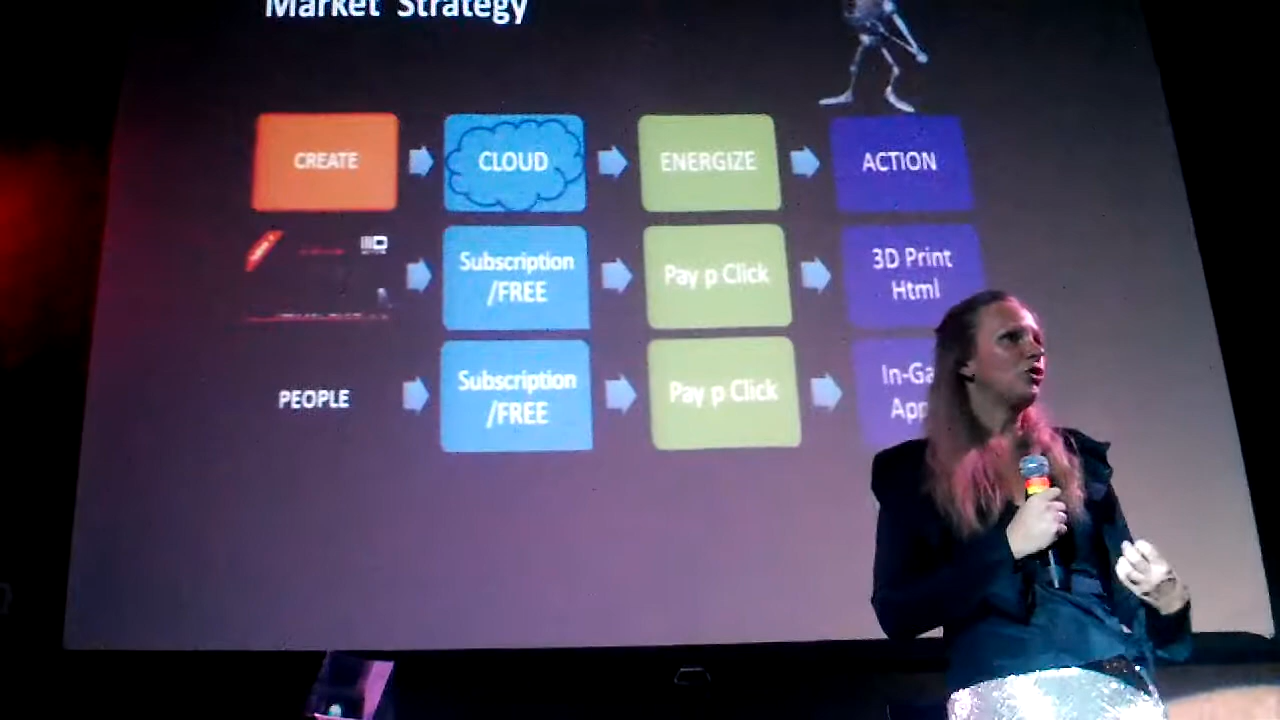 Market Strategy
CREATE
CLOUD
ENERGIZE
ACTION
Subscription
/FREE
Pay p Click
3D Print
Html
PEOPLE
Subscription
/FREE
Pay p Click
In-Ga
App